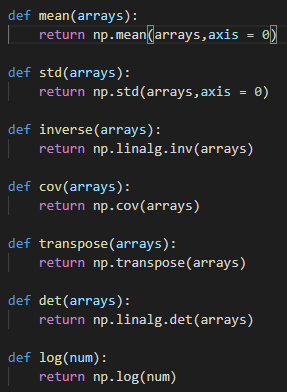 def mean(arrays):
    return np.mean(arrays,axis = 0)
def std(arrays):
    return np.std(arrays,axis = 0)
def inverse(arrays):
    return np.linalg.inv(arrays)
def cov(arrays):
    return np.cov(arrays)
def transpose(arrays):
    return np.transpose(arrays)
def det(arrays):
    return np.linalg.det(arrays)
def log(num):
    return np.log(num)